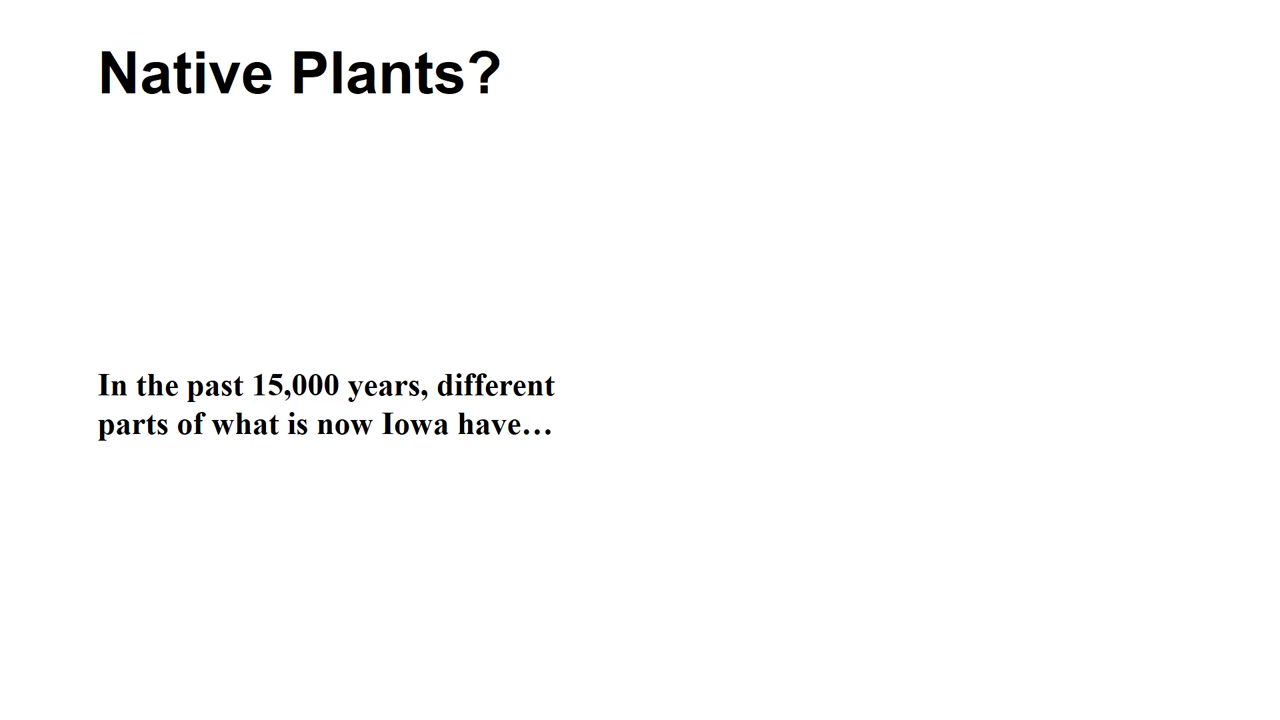 Native Plants?
In the past 15,000 years, different
parts of what is now Iowa have…